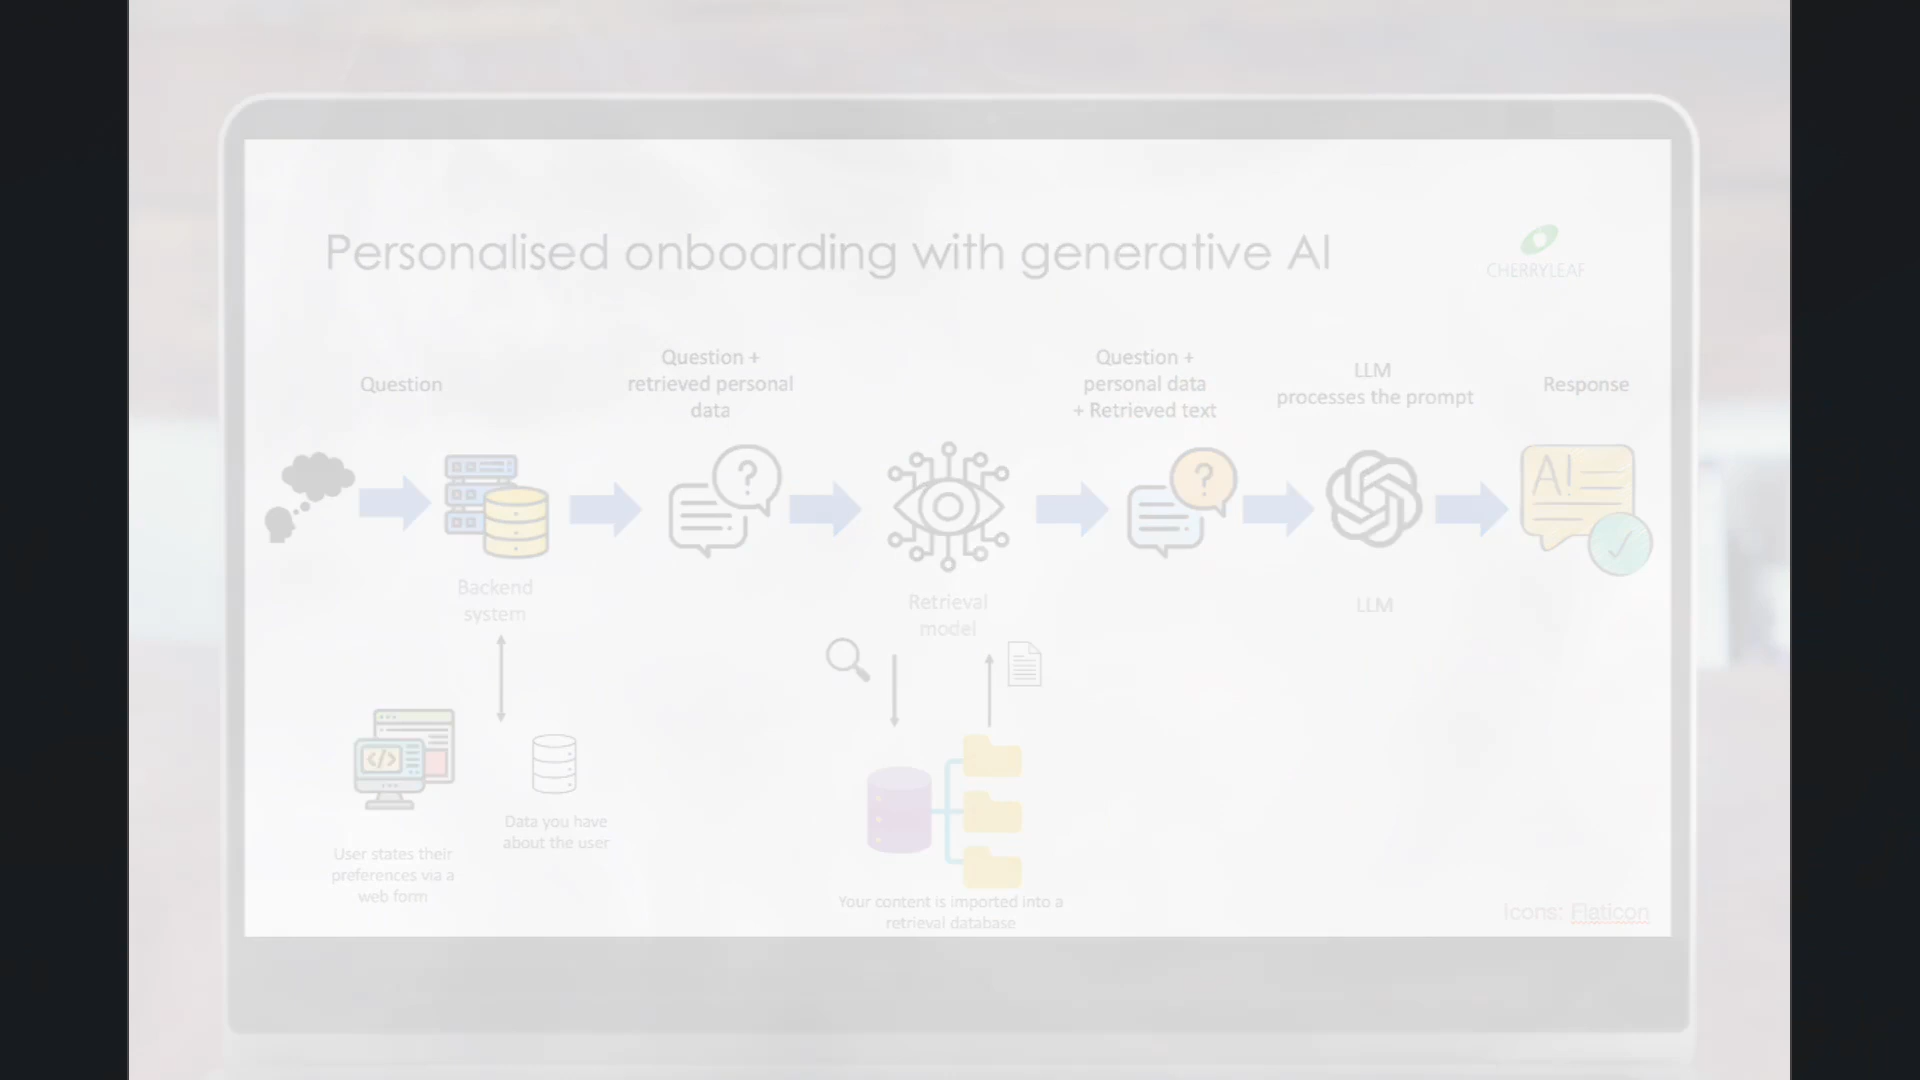 Personalised onboarding with generative AI
CHERRYLEAF
Question
Question +
retrieved personal
data
Question +
personal data
+ Retrieved text
LLM
processes the prompt
Response
?
?
AI
Backend
system
Retrieval
model
LLM
</>
User states their
preferences via a
web form
Data you have
about the user
Your content is imported into a
retrieval database
Icons: Flaticon